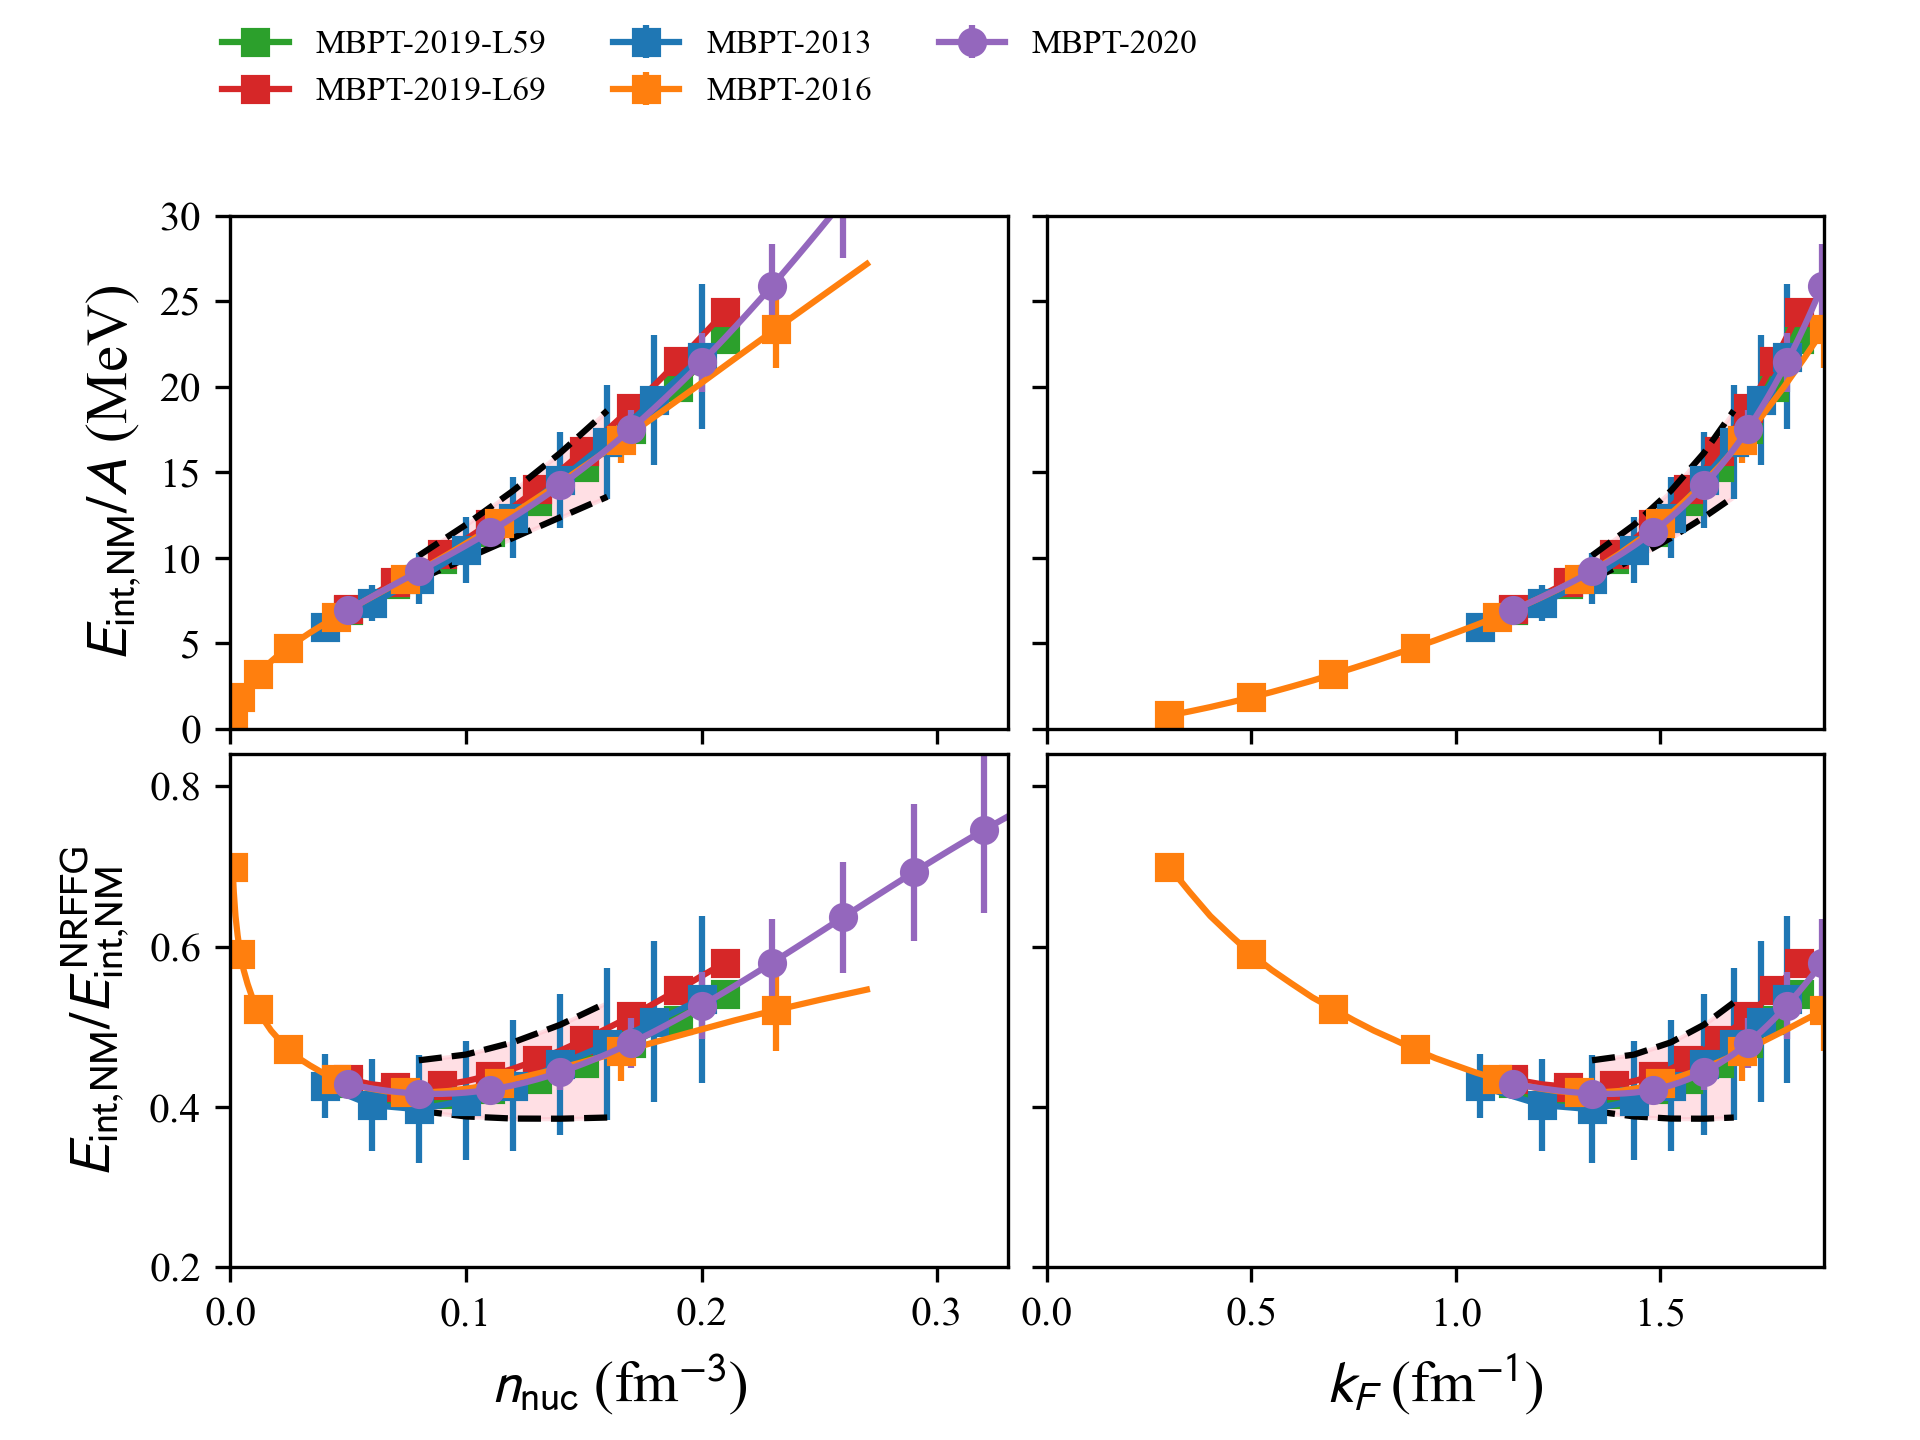 MBPT-2019-L59 MBPT-2013 MBPT-2020
MBPT-2019-L69 MBPT-2016
30
25
20
15
10
5
0
E_int,NM/A (MeV)
0.8
0.6
0.4
0.2
E_int,NM/E^NRFFG_int,NM
0.0 0.1 0.2 0.3 0.0 0.5 1.0 1.5
n_nuc (fm⁻³) k_F (fm⁻¹)